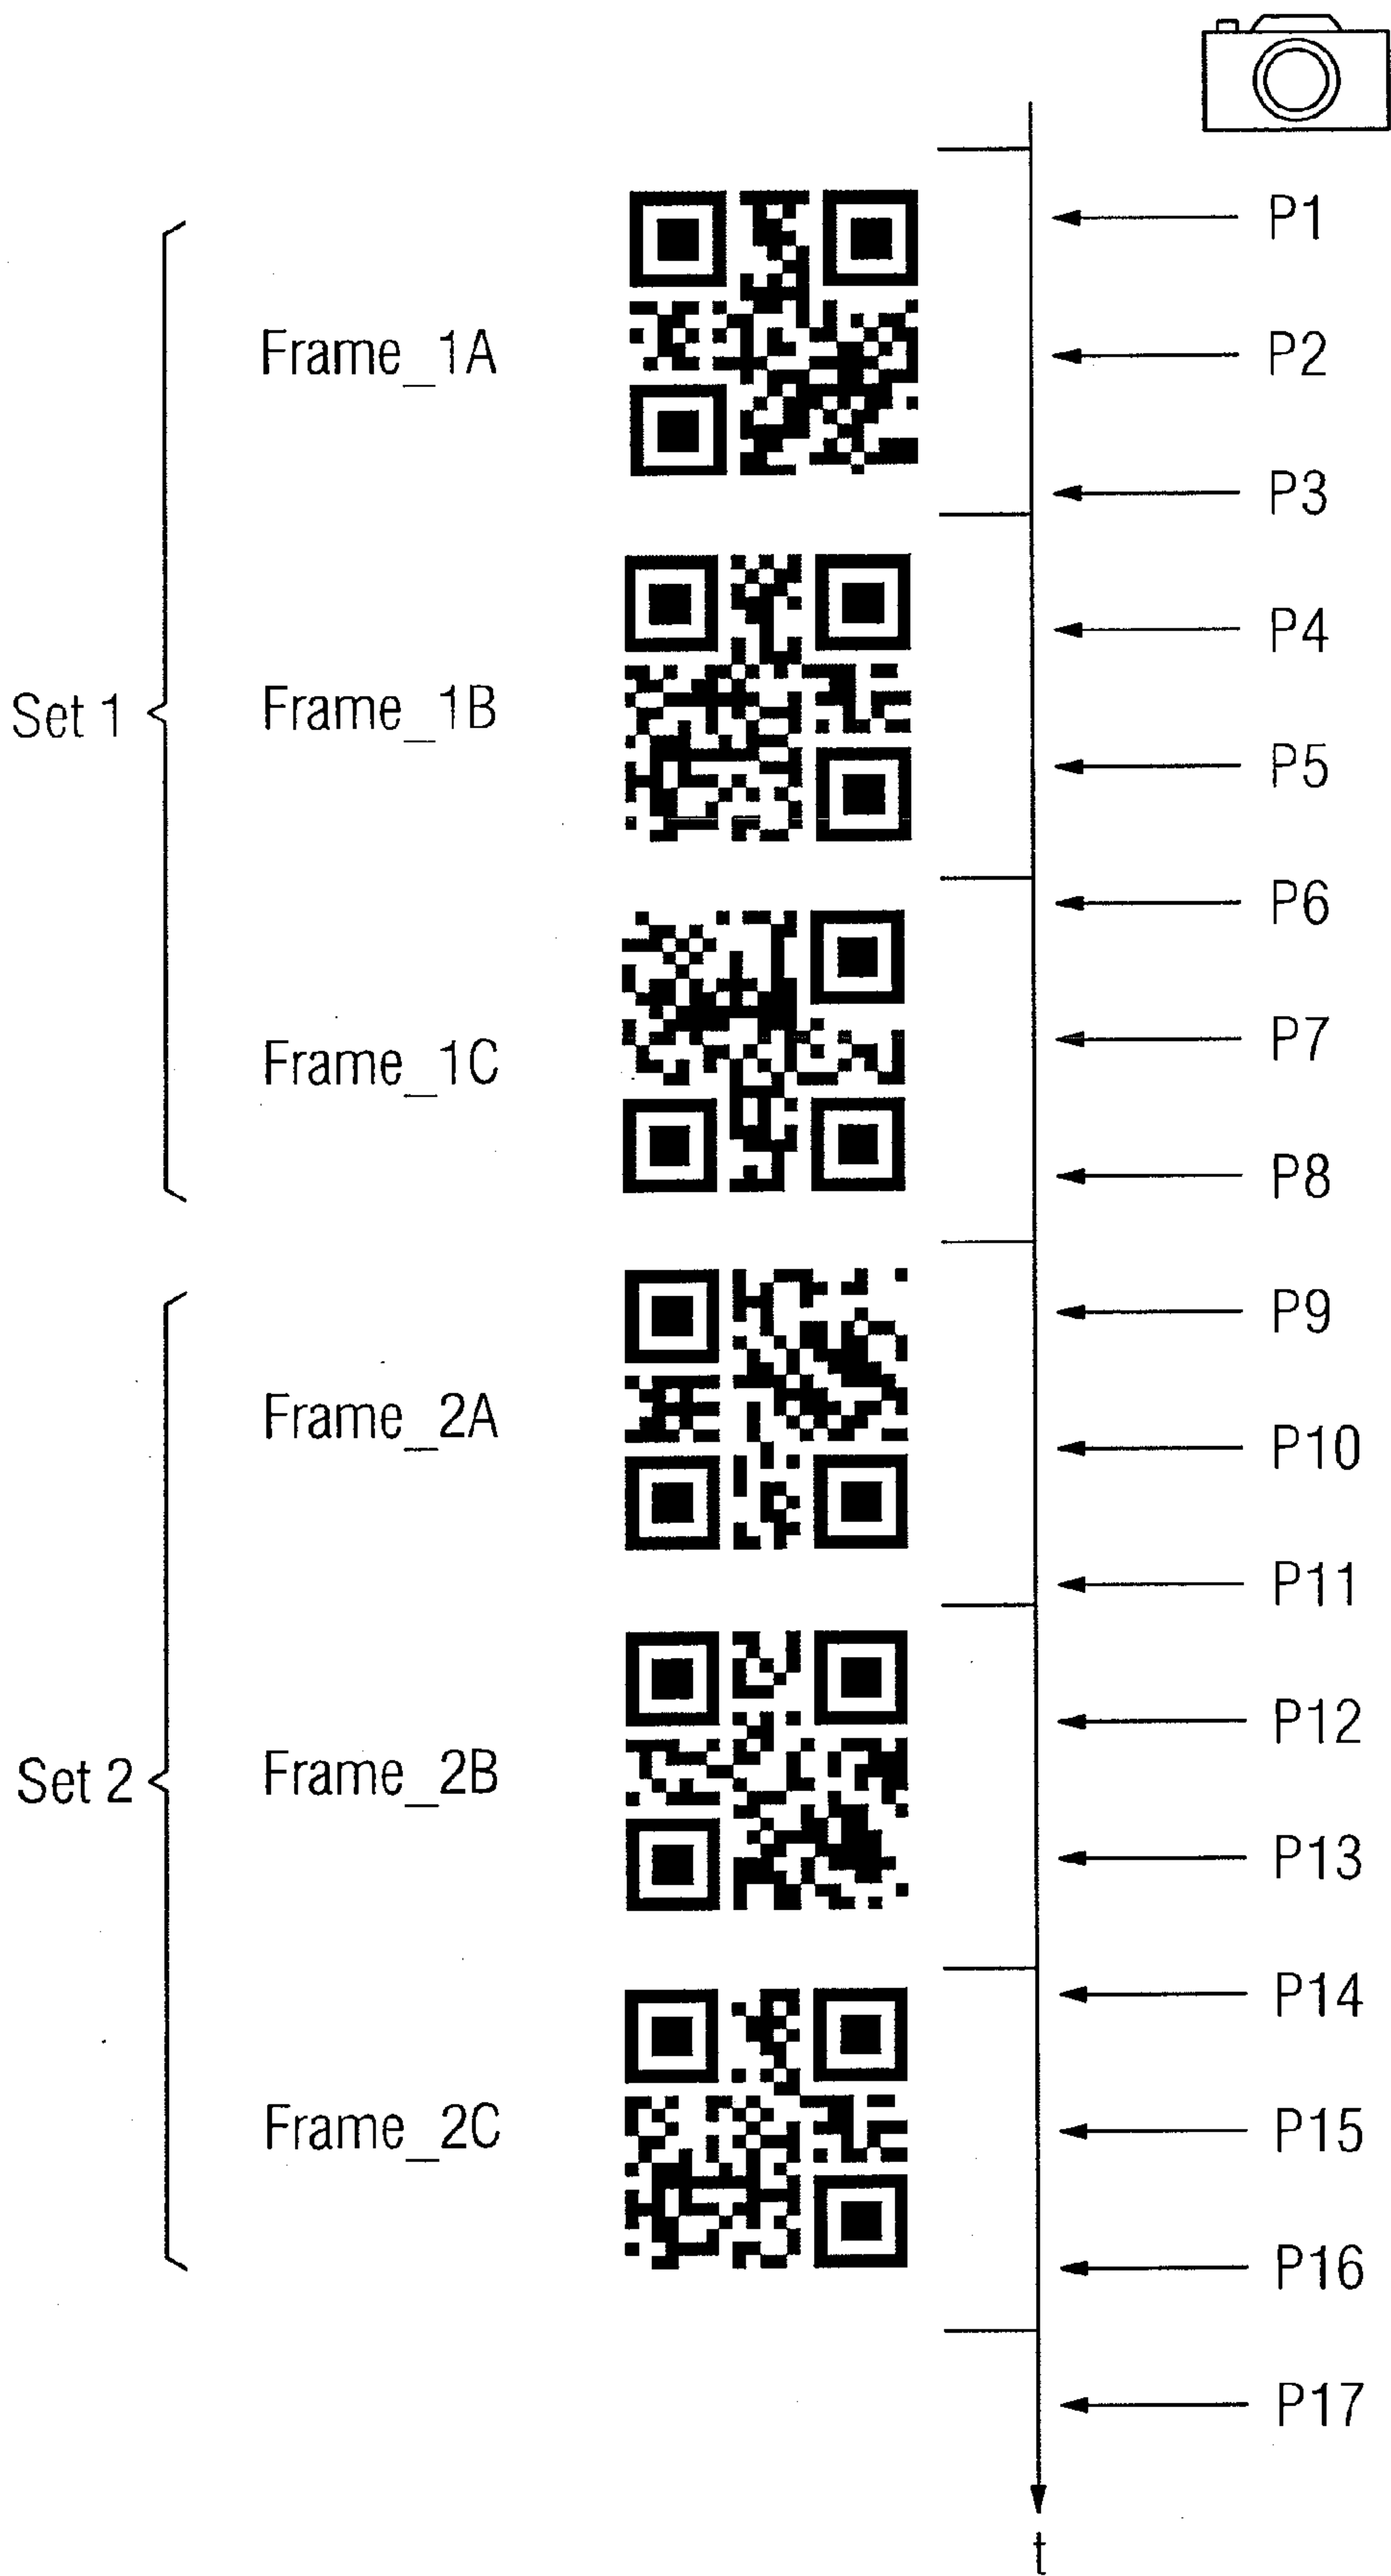 P1
Frame_1A
P2
P3
P4
Set 1
Frame_1B
P5
P6
Frame_1C
P7
P8
P9
Frame_2A
P10
P11
P12
Set 2
Frame_2B
P13
P14
Frame_2C
P15
P16
P17
t